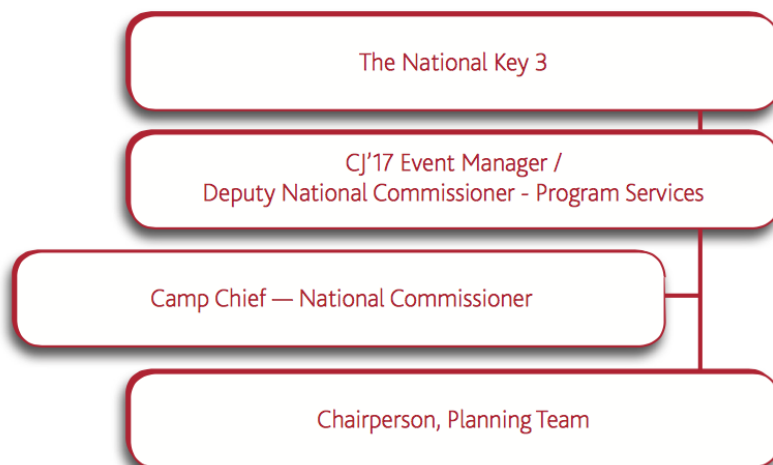 The National Key 3
CJ'17 Event Manager /
Deputy National Commissioner - Program Services
Camp Chief — National Commissioner
Chairperson, Planning Team